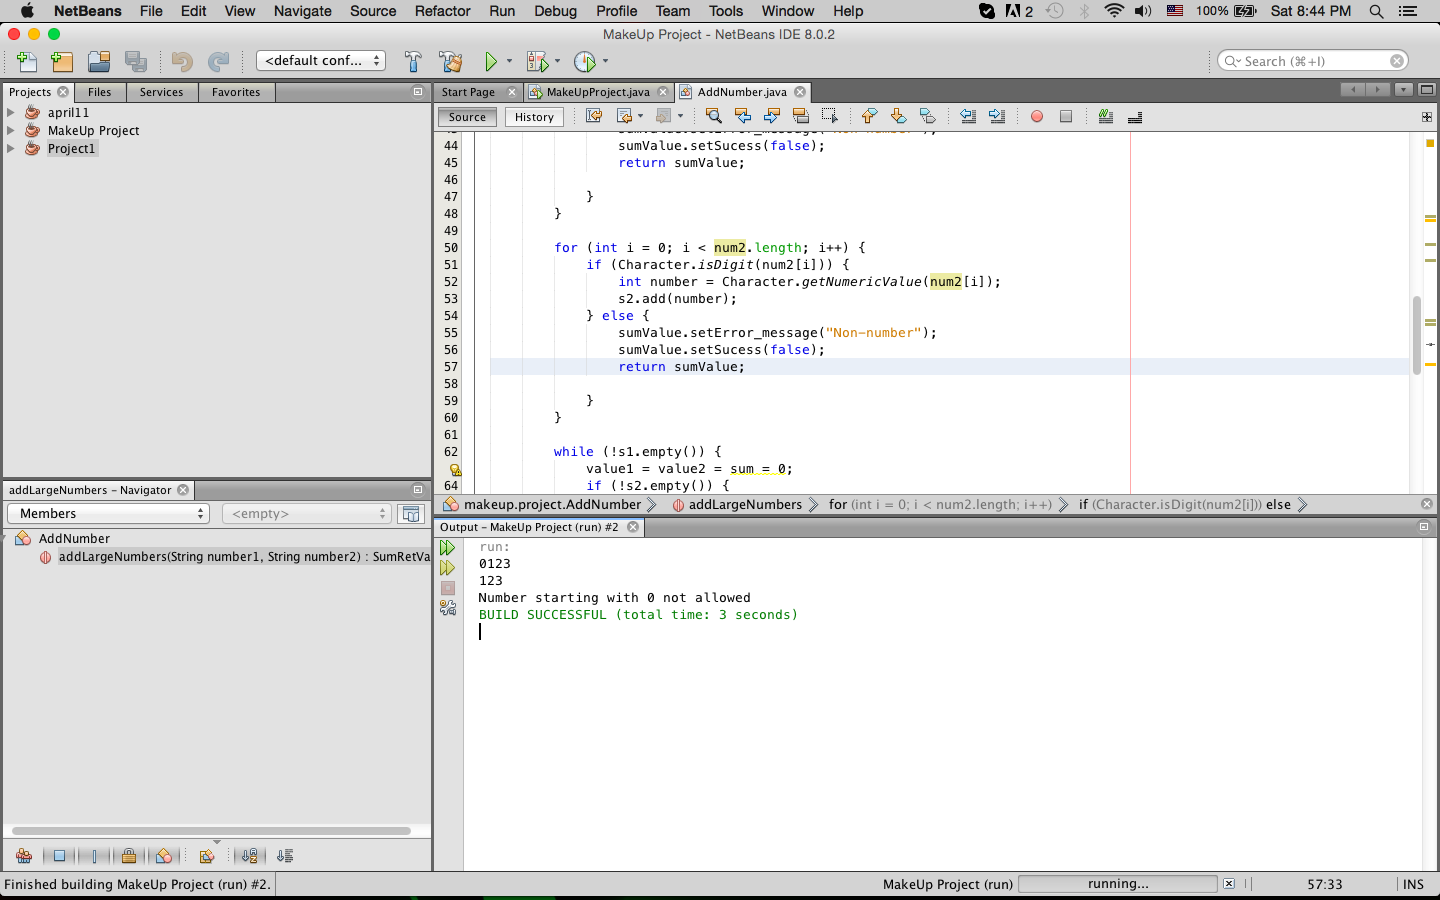 NetBeans File Edit View Navigate Source Refactor Run Debug Profile Team Tools Window Help 2 100% Sat 8:44 PM
MakeUp Project - NetBeans IDE 8.0.2
<default conf... Search (⌘+I)
Projects Files Services Favorites
april11
MakeUp Project
Project1
Start Page MakeUpProject.java AddNumber.java
Source History
44 sumValue.setSucess(false);
45 return sumValue;
46
47 }
48 }
49
50 for (int i = 0; i < num2.length; i++) {
51 if (Character.isDigit(num2[i])) {
52 int number = Character.getNumericValue(num2[i]);
53 s2.add(number);
54 } else {
55 sumValue.setError_message("Non-number");
56 sumValue.setSucess(false);
57 return sumValue;
58
59 }
60 }
61
62 while (!s1.empty()) {
value1 = value2 = sum = 0;
64 if (!s2.empty()) {
makeup.project.AddNumber addLargeNumbers for (int i = 0; i < num2.length; i++) if (Character.isDigit(num2[i])) else
addLargeNumbers - Navigator
Members <empty>
AddNumber
addLargeNumbers(String number1, String number2) : SumRetVa
Output - MakeUp Project (run) #2
run:
0123
123
Number starting with 0 not allowed
BUILD SUCCESSFUL (total time: 3 seconds)
Finished building MakeUp Project (run) #2. MakeUp Project (run) running... 57:33 INS